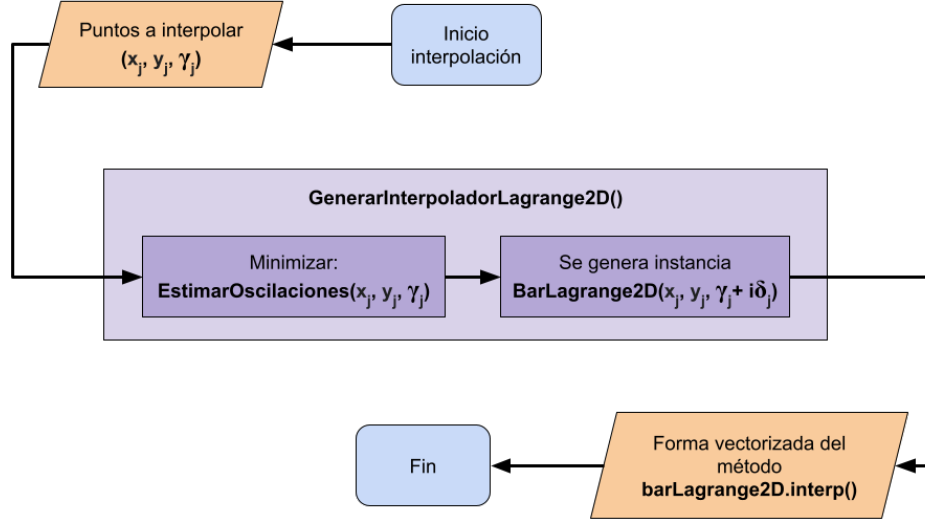 Puntos a interpolar
(xj, yj, γj)
Inicio
interpolación
GenerarInterpoladorLagrange2D()
Minimizar:
EstimarOscilaciones(xj, yj, γj)
Se genera instancia
BarLagrange2D(xj, yj, γj+ iδj)
Forma vectorizada del
método
barLagrange2D.interp()
Fin